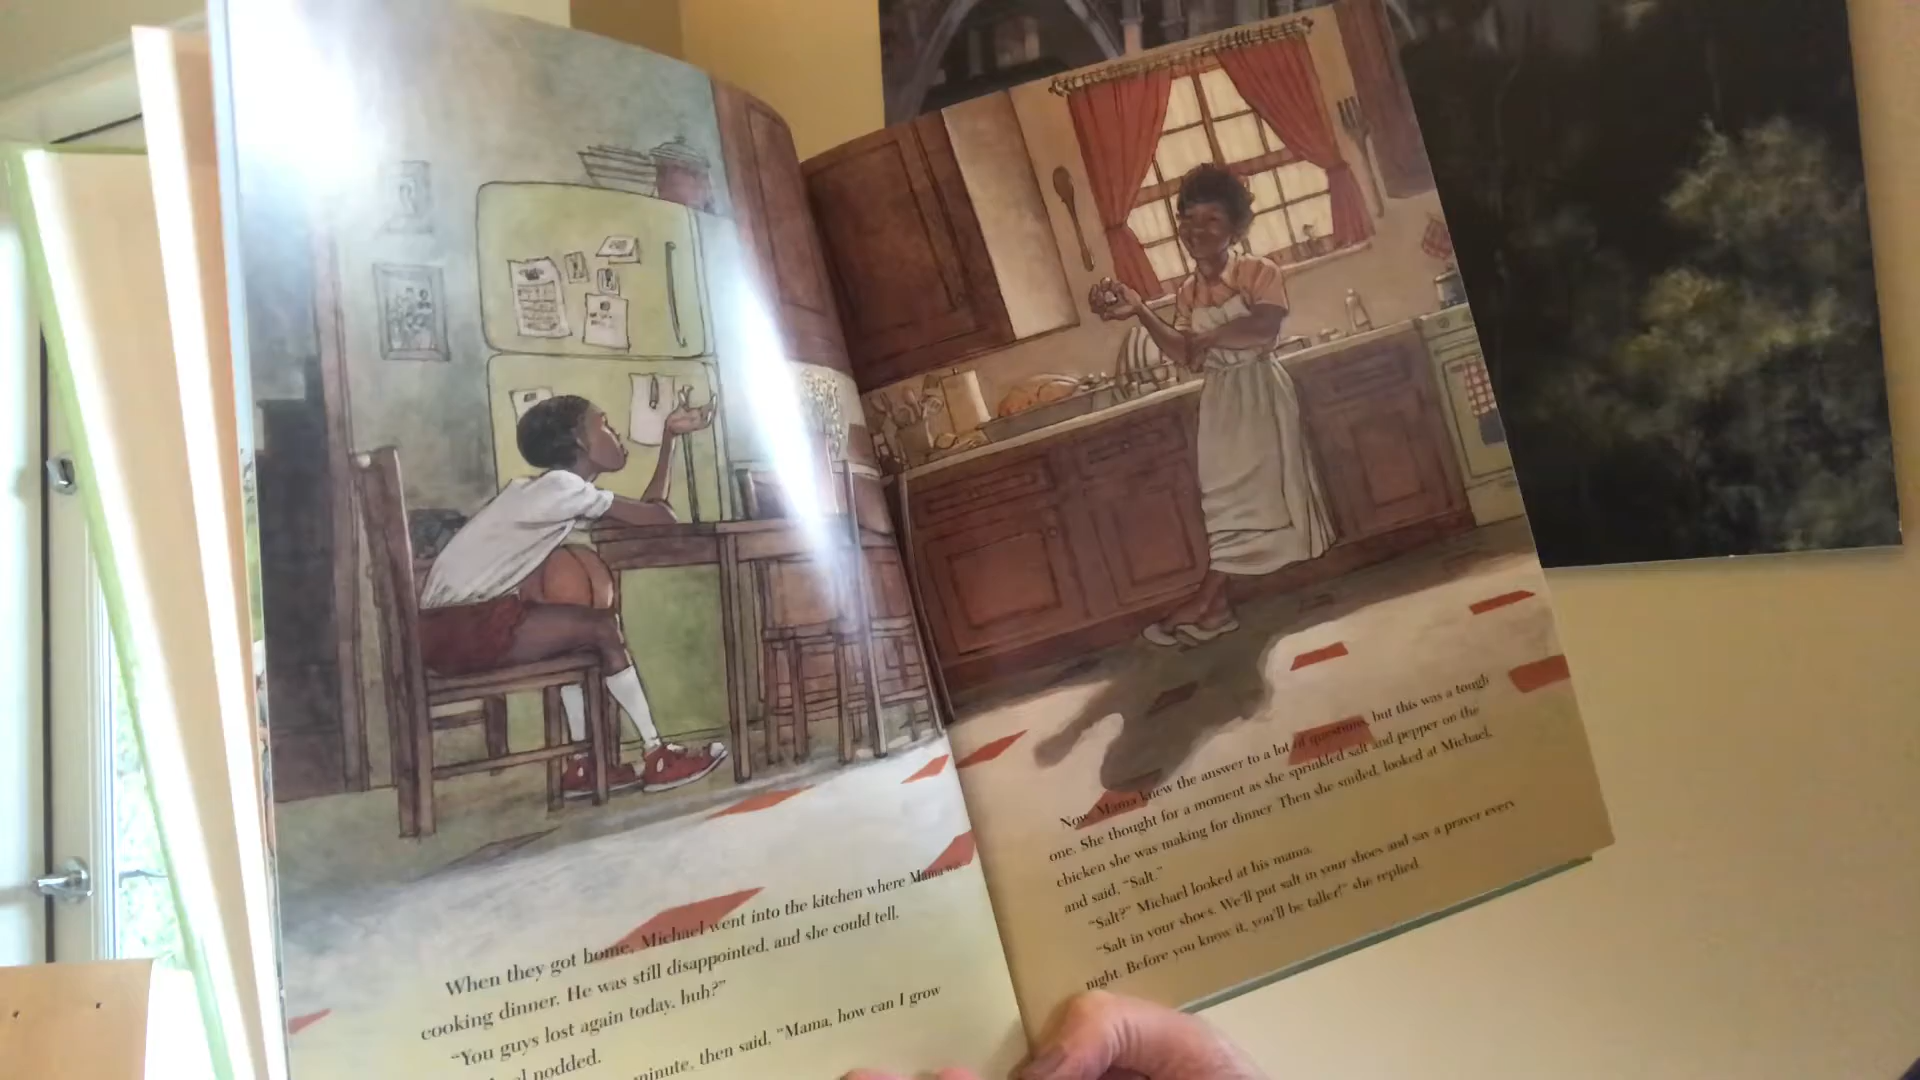 When they got home, Michael went into the kitchen where Mama was
cooking dinner. He was still disappointed, and she could tell.
"You guys lost again today, huh?"
nodded.
minute, then said, "Mama, how can I grow
Now, Mama knew the answer to a lot of questions, but this was a tough
one. She thought for a moment as she sprinkled salt and pepper on the
chicken she was making for dinner. Then she smiled, looked at Michael,
and said, "Salt."
"Salt?" Michael looked at his mama.
"Salt in your shoes. We'll put salt in your shoes and say a prayer every
night. Before you know it, you'll be taller!" she replied.